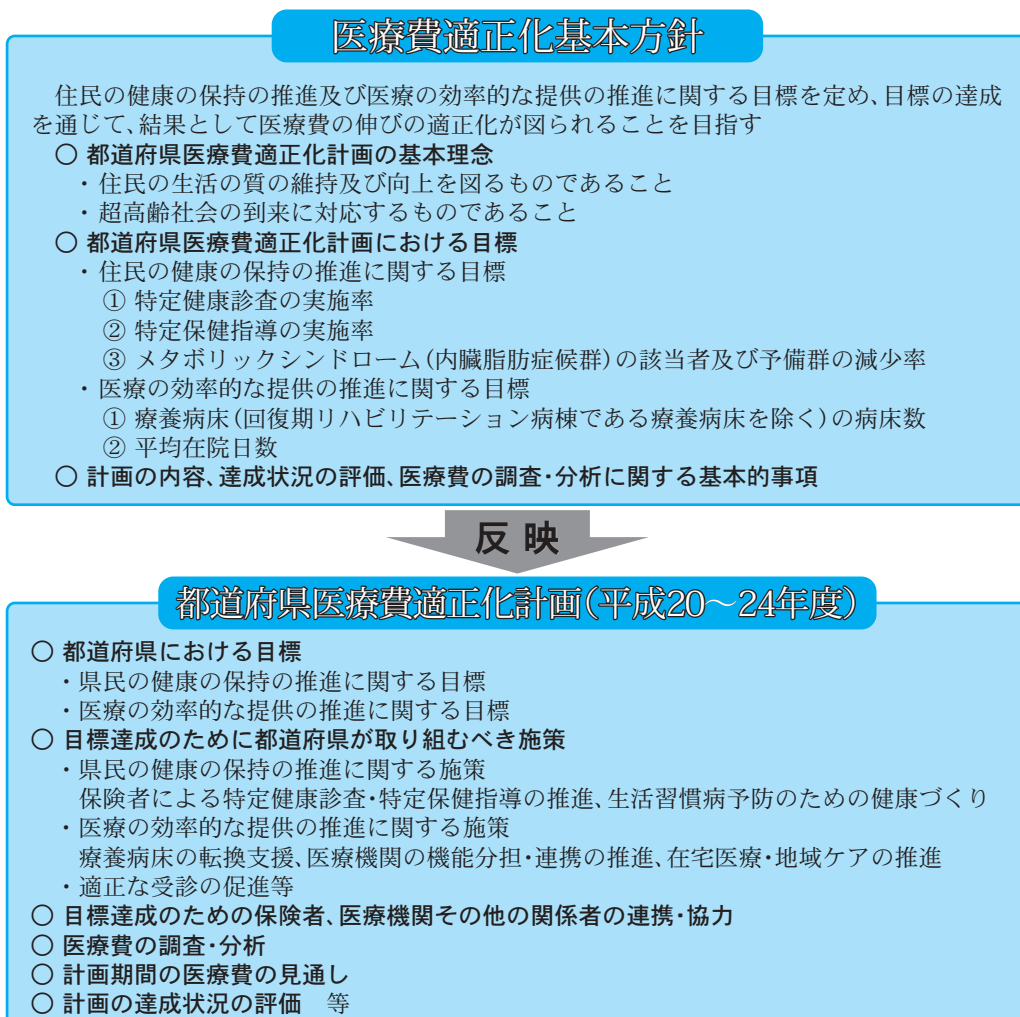 医療費適正化基本方針
住民の健康の保持の推進及び医療の効率的な提供の推進に関する目標を定め、目標の達成
を通じて、結果として医療費の伸びの適正化が図られることを目指す
○ 都道府県医療費適正化計画の基本理念
・住民の生活の質の維持及び向上を図るものであること
・超高齢社会の到来に対応するものであること
○ 都道府県医療費適正化計画における目標
・住民の健康の保持の推進に関する目標
① 特定健康診査の実施率
② 特定保健指導の実施率
③ メタボリックシンドローム(内臓脂肪症候群)の該当者及び予備群の減少率
・医療の効率的な提供の推進に関する目標
① 療養病床(回復期リハビリテーション病棟である療養病床を除く)の病床数
② 平均在院日数
○ 計画の内容、達成状況の評価、医療費の調査・分析に関する基本的事項
反 映
都道府県医療費適正化計画(平成20～24年度)
○ 都道府県における目標
・県民の健康の保持の推進に関する目標
・医療の効率的な提供の推進に関する目標
○ 目標達成のために都道府県が取り組むべき施策
・県民の健康の保持の推進に関する施策
保険者による特定健康診査・特定保健指導の推進、生活習慣病予防のための健康づくり
・医療の効率的な提供の推進に関する施策
療養病床の転換支援、医療機関の機能分担・連携の推進、在宅医療・地域ケアの推進
・適正な受診の促進等
○ 目標達成のための保険者、医療機関その他の関係者の連携・協力
○ 医療費の調査・分析
○ 計画期間の医療費の見通し
○ 計画の達成状況の評価　等